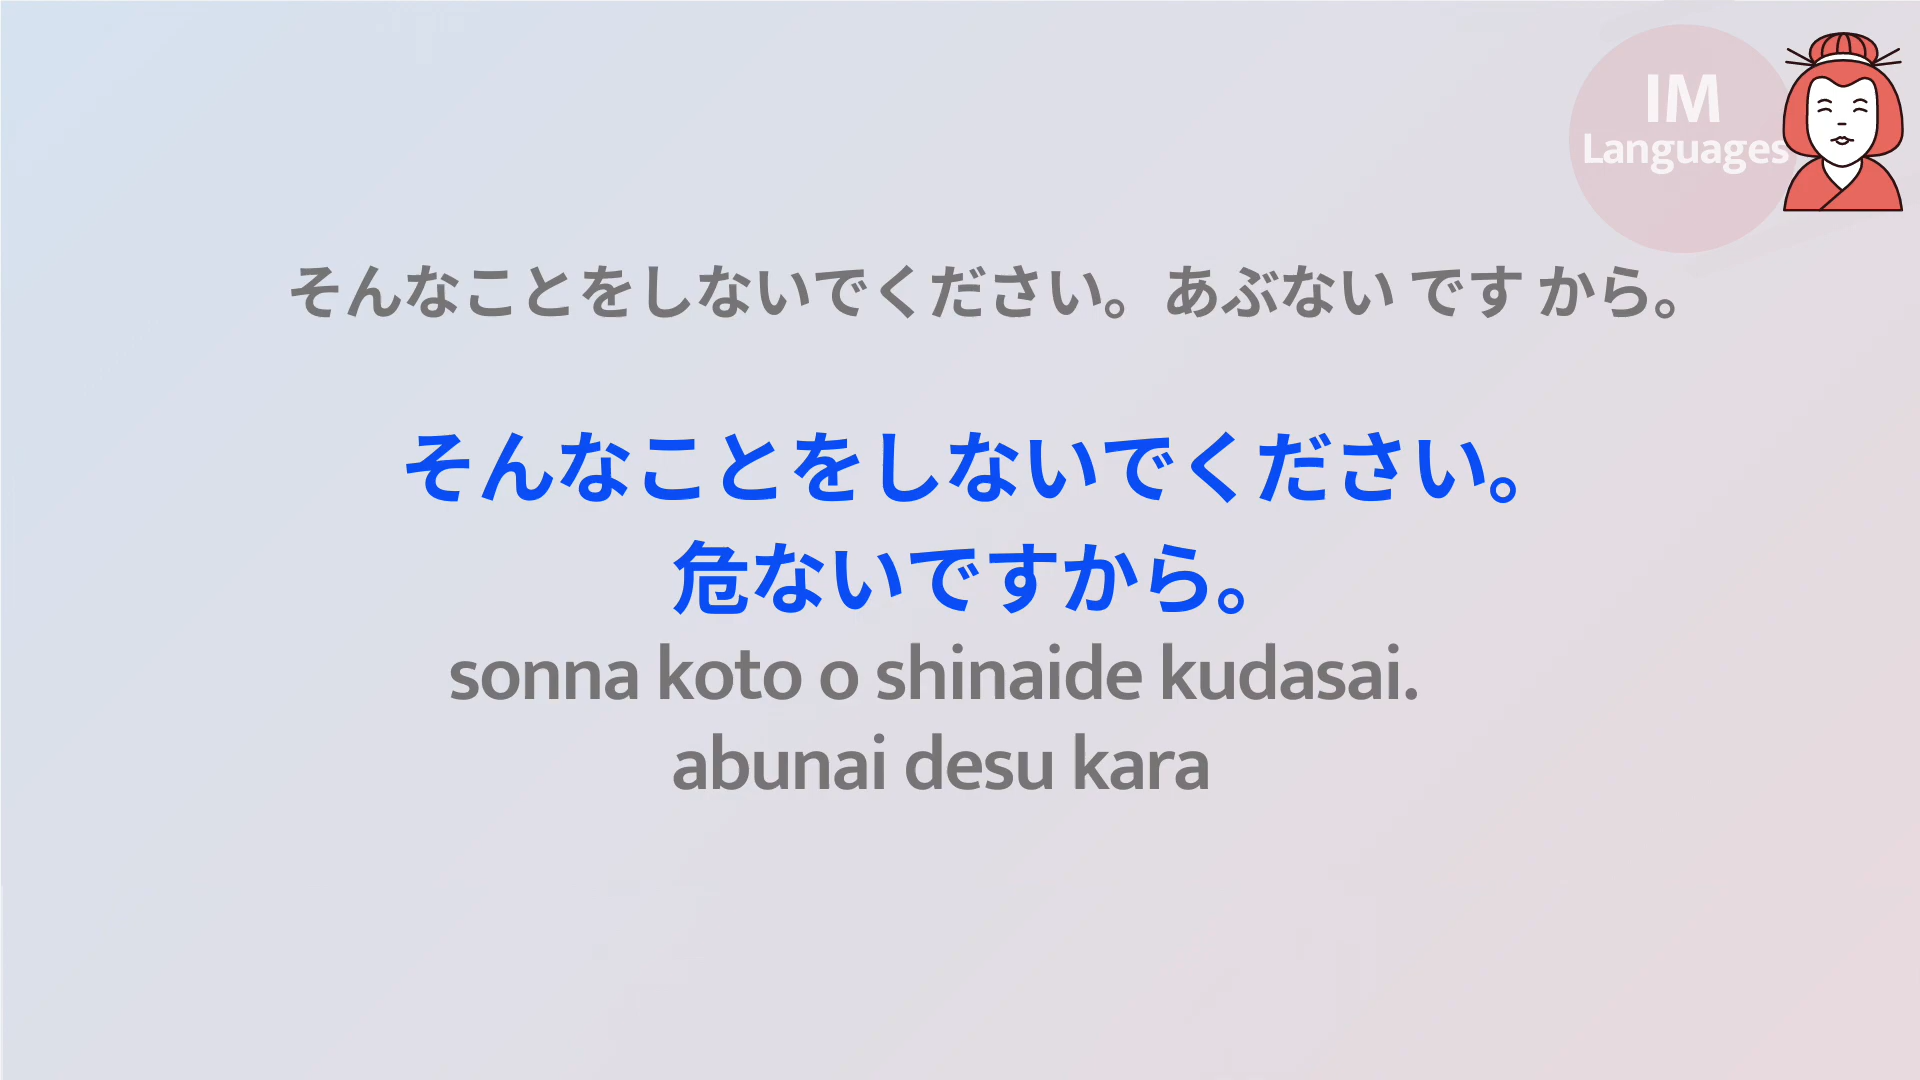 IM
Languages
そんなことをしないでください。あぶない です から。
そんなことをしないでください。
危ないですから。
sonna koto o shinaide kudasai.
abunai desu kara